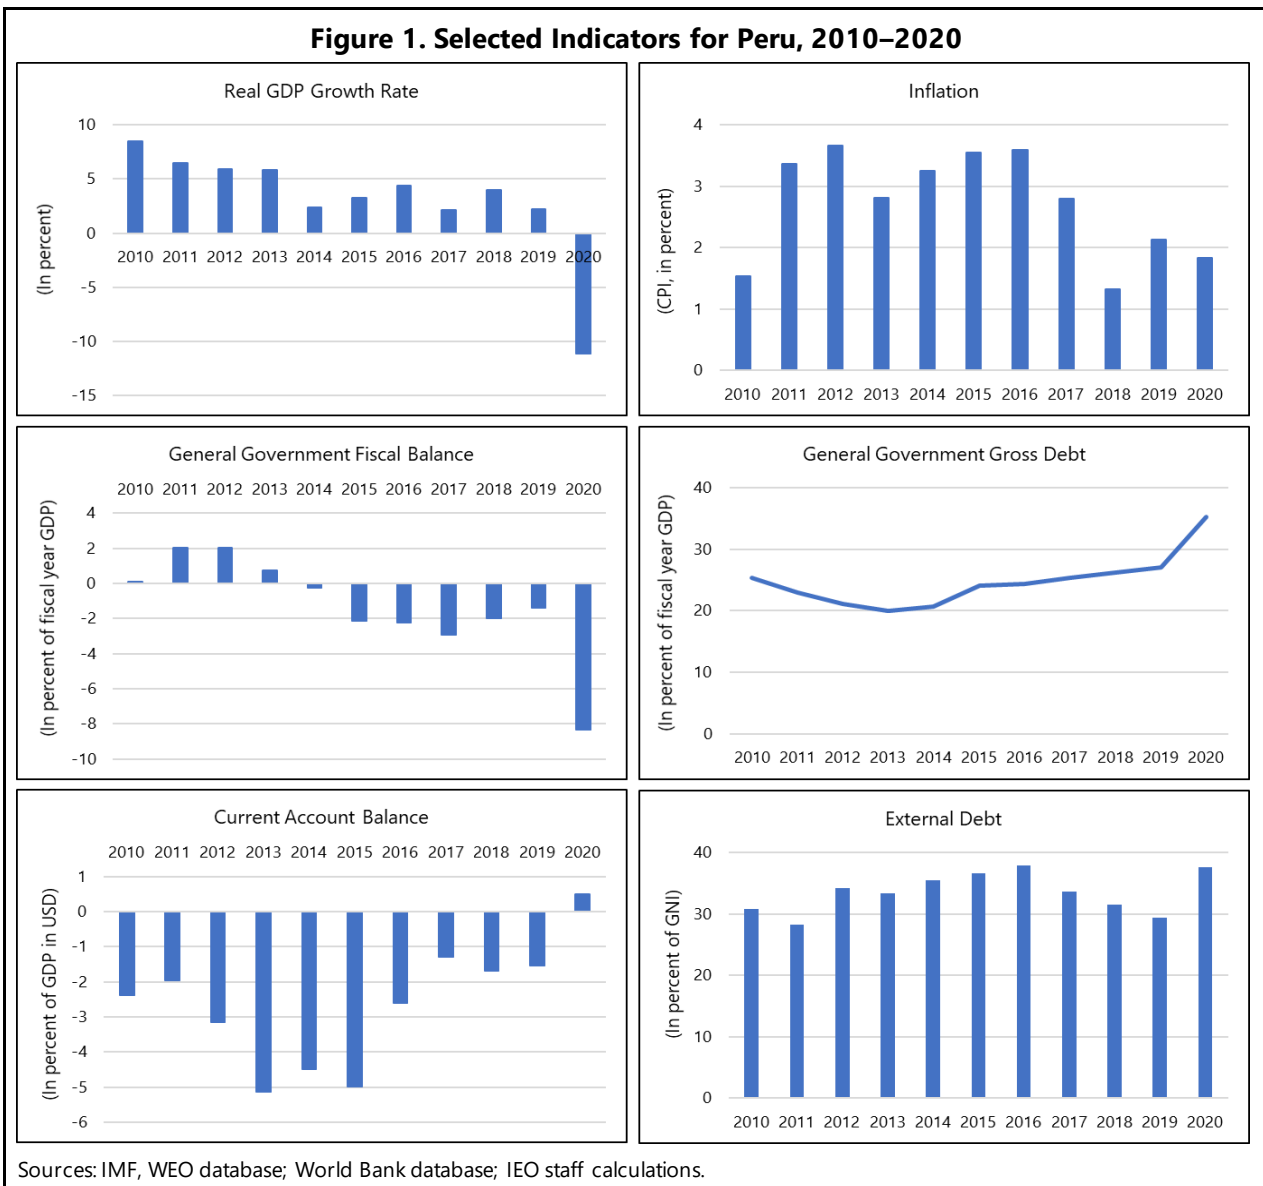 Figure 1. Selected Indicators for Peru, 2010–2020
Real GDP Growth Rate
(In percent)
10
5
0
2010 2011 2012 2013 2014 2015 2016 2017 2018 2019 2020
-5
-10
-15
Inflation
(CPI, in percent)
4
3
2
1
0
2010 2011 2012 2013 2014 2015 2016 2017 2018 2019 2020
General Government Fiscal Balance
2010 2011 2012 2013 2014 2015 2016 2017 2018 2019 2020
(In percent of fiscal year GDP)
4
2
0
-2
-4
-6
-8
-10
General Government Gross Debt
(In percent of fiscal year GDP)
40
30
20
10
0
2010 2011 2012 2013 2014 2015 2016 2017 2018 2019 2020
Current Account Balance
2010 2011 2012 2013 2014 2015 2016 2017 2018 2019 2020
(In percent of GDP in USD)
1
0
-1
-2
-3
-4
-5
-6
External Debt
(In percent of GNI)
40
30
20
10
0
2010 2011 2012 2013 2014 2015 2016 2017 2018 2019 2020
Sources: IMF, WEO database; World Bank database; IEO staff calculations.